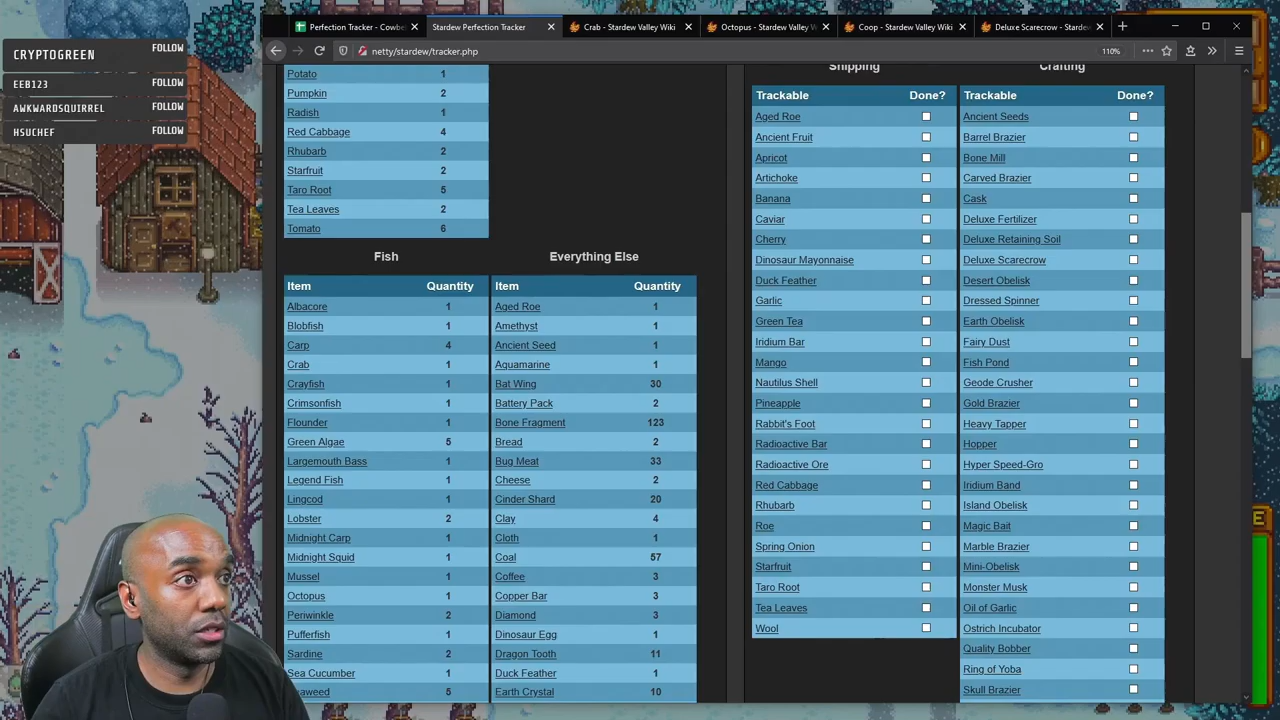 Perfection Tracker - Cowbe
Stardew Perfection Tracker
Crab - Stardew Valley Wiki
Octopus - Stardew Valley W
Coop - Stardew Valley Wiki
Deluxe Scarecrow - Stardew
netty/stardew/tracker.php
110%
CRYPTOGREEN FOLLOW
EEB123 FOLLOW
AWKWARDSQUIRREL FOLLOW
HSUCHEF FOLLOW
Potato 1
Pumpkin 2
Radish 1
Red Cabbage 4
Rhubarb 2
Starfruit 2
Taro Root 5
Tea Leaves 2
Tomato 6
Fish
Item Quantity
Albacore 1
Blobfish 1
Carp 4
Crab 1
Crayfish 1
Crimsonfish 1
Flounder 1
Green Algae 5
Largemouth Bass 1
Legend Fish 1
Lingcod 1
Lobster 2
Midnight Carp 1
Midnight Squid 1
Mussel 1
Octopus 1
Periwinkle 2
Pufferfish 1
Sardine 2
Sea Cucumber 1
eaweed 5
Everything Else
Item Quantity
Aged Roe 1
Amethyst 1
Ancient Seed 1
Aquamarine 1
Bat Wing 30
Battery Pack 2
Bone Fragment 123
Bread 2
Bug Meat 33
Cheese 2
Cinder Shard 20
Clay 4
Cloth 1
Coal 57
Coffee 3
Copper Bar 3
Diamond 3
Dinosaur Egg 1
Dragon Tooth 11
Duck Feather 1
Earth Crystal 10
Shipping
Trackable Done?
Aged Roe
Ancient Fruit
Apricot
Artichoke
Banana
Caviar
Cherry
Dinosaur Mayonnaise
Duck Feather
Garlic
Green Tea
Iridium Bar
Mango
Nautilus Shell
Pineapple
Rabbit's Foot
Radioactive Bar
Radioactive Ore
Red Cabbage
Rhubarb
Roe
Spring Onion
Starfruit
Taro Root
Tea Leaves
Wool
Crafting
Trackable Done?
Ancient Seeds
Barrel Brazier
Bone Mill
Carved Brazier
Cask
Deluxe Fertilizer
Deluxe Retaining Soil
Deluxe Scarecrow
Desert Obelisk
Dressed Spinner
Earth Obelisk
Fairy Dust
Fish Pond
Geode Crusher
Gold Brazier
Heavy Tapper
Hopper
Hyper Speed-Gro
Iridium Band
Island Obelisk
Magic Bait
Marble Brazier
Mini-Obelisk
Monster Musk
Oil of Garlic
Ostrich Incubator
Quality Bobber
Ring of Yoba
Skull Brazier